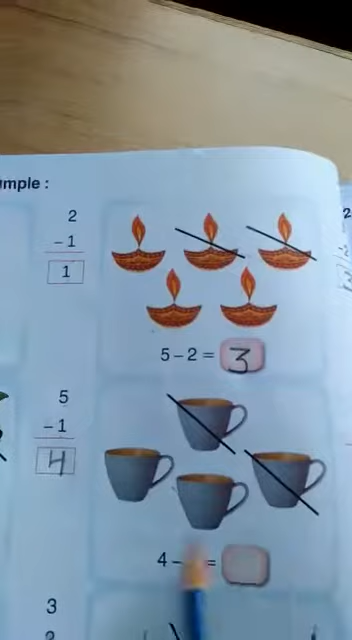 mple :
2
- 1
1
5 - 2 = 3
5
- 1
4
4 - =
3